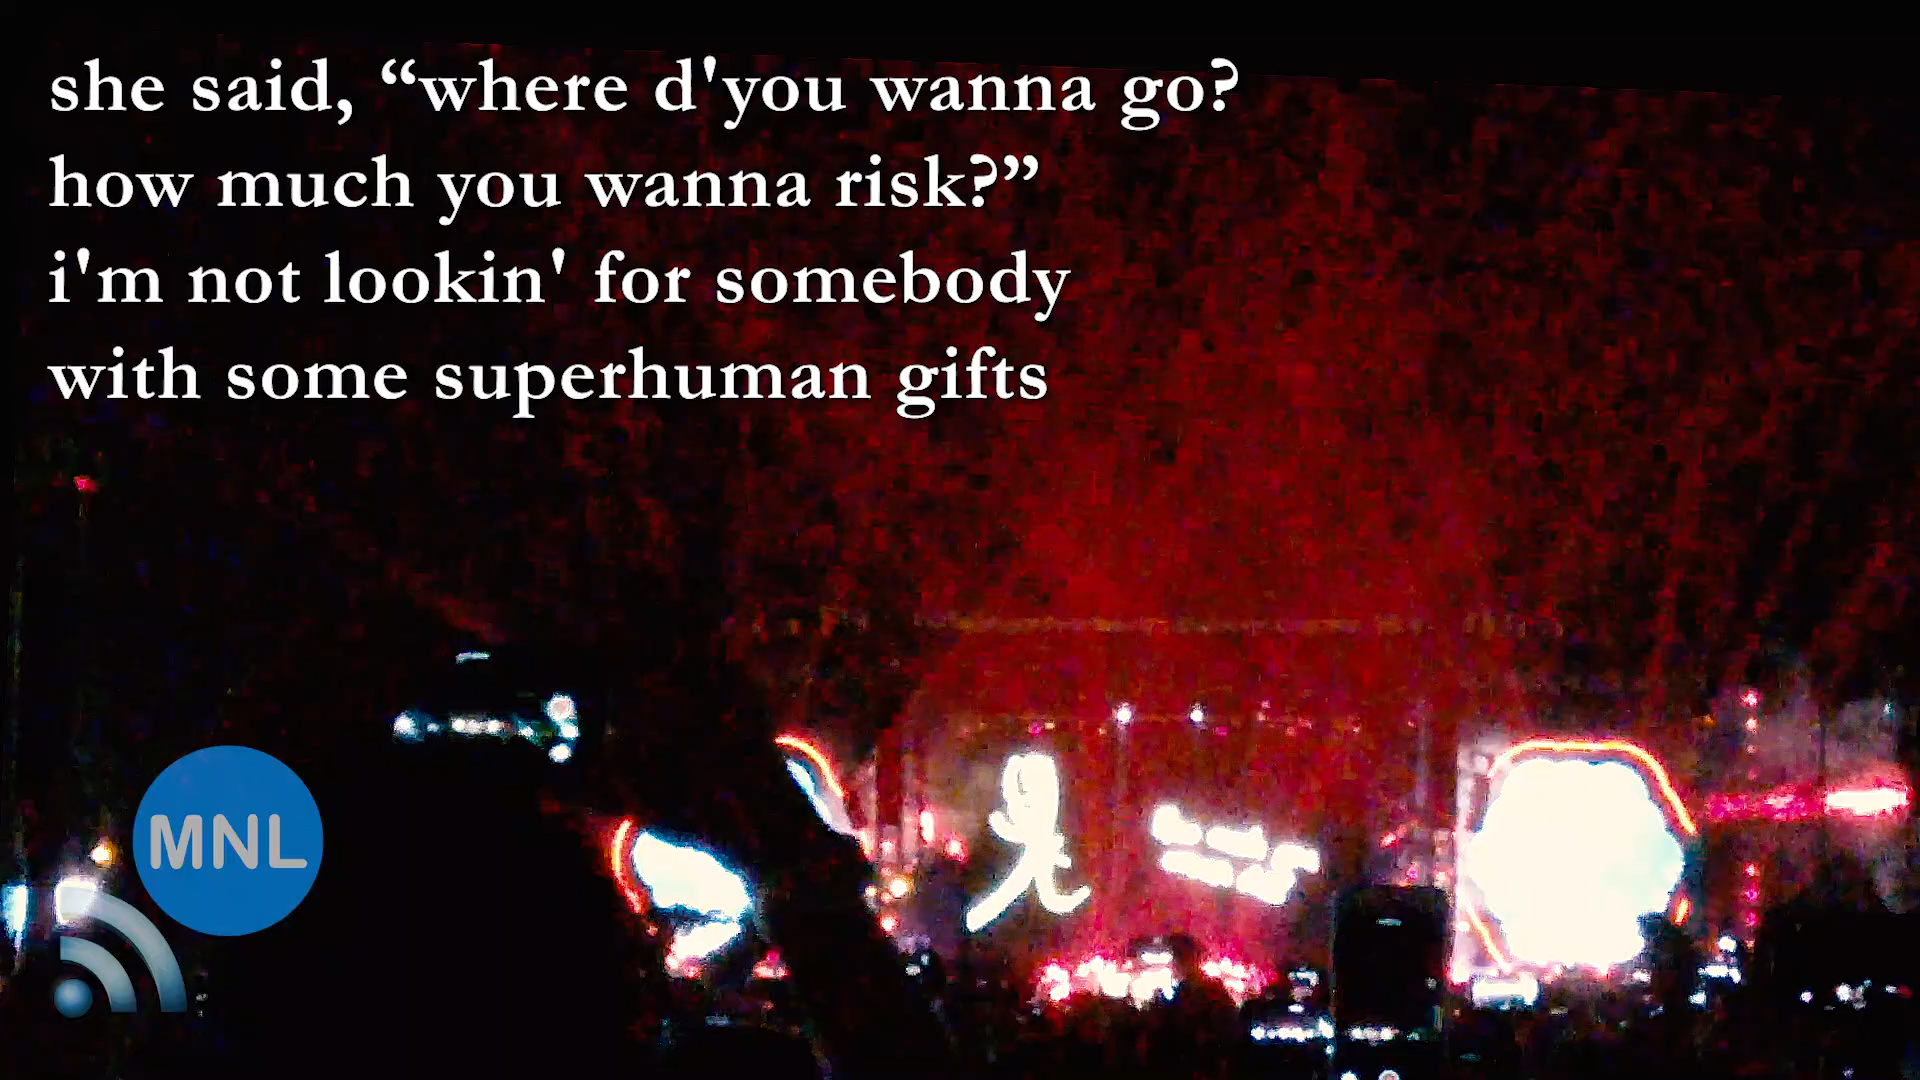 she said, “where d'you wanna go?
how much you wanna risk?”
i'm not lookin' for somebody
with some superhuman gifts
MNL